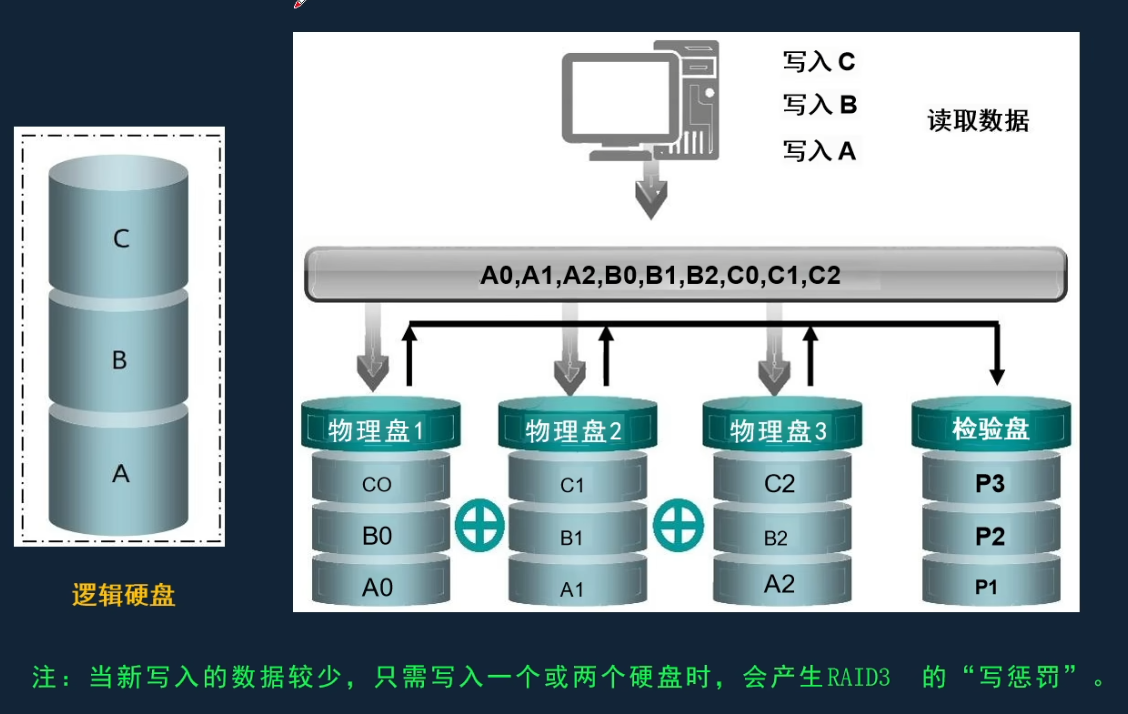 写入 C
写入 B
写入 A
读取数据
C
B
A
逻辑硬盘
A0,A1,A2,B0,B1,B2,C0,C1,C2
物理盘1
物理盘2
物理盘3
检验盘
CO
C1
C2
P3
B0
B1
B2
P2
A0
A1
A2
P1
注：当新写入的数据较少，只需写入一个或两个硬盘时，会产生RAID3 的“写惩罚”。